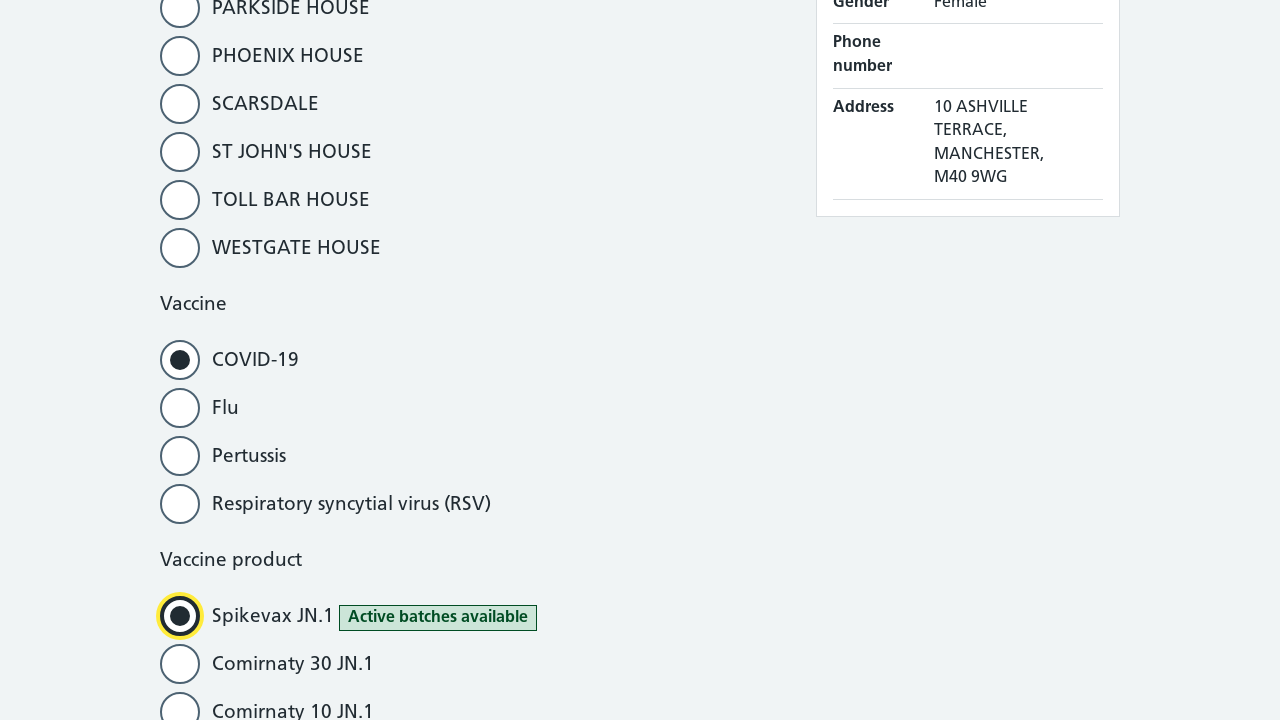 PARKSIDE HOUSE
PHOENIX HOUSE
SCARSDALE
ST JOHN'S HOUSE
TOLL BAR HOUSE
WESTGATE HOUSE
Vaccine
COVID-19
Flu
Pertussis
Respiratory syncytial virus (RSV)
Vaccine product
Spikevax JN.1 Active batches available
Comirnaty 30 JN.1
Comirnaty 10 JN.1
Gender Female
Phone
number
Address 10 ASHVILLE
TERRACE,
MANCHESTER,
M40 9WG